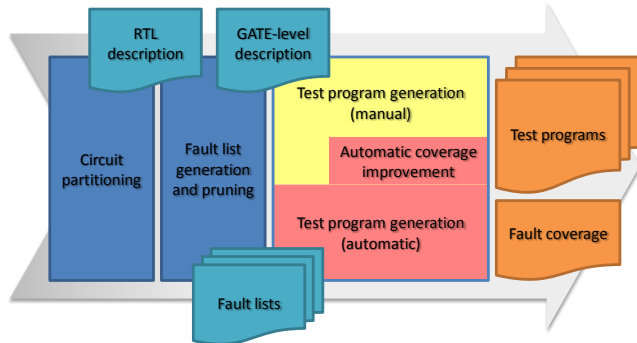 RTL
description
GATE-level
description
Circuit
partitioning
Fault list
generation
and pruning
Test program generation
(manual)
Automatic coverage
improvement
Test program generation
(automatic)
Fault lists
Test programs
Fault coverage